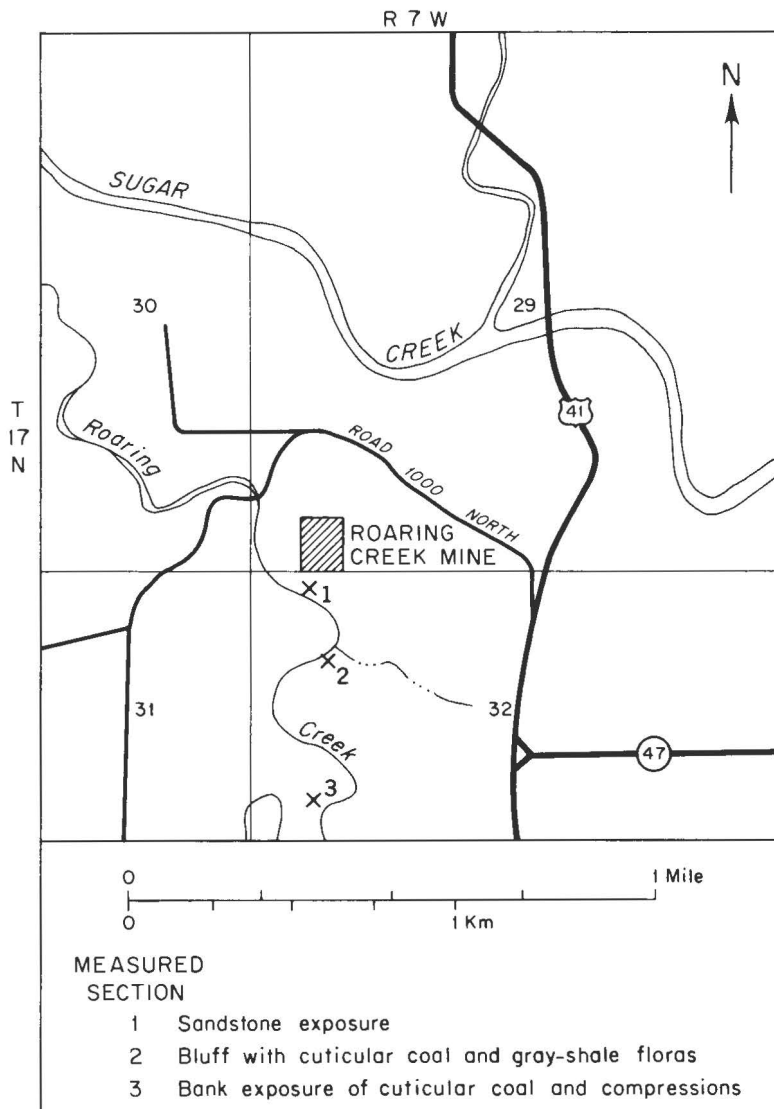 R 7 W
N
SUGAR
30
29
CREEK
T
17
N
41
Roaring
ROAD
1000
NORTH
ROARING
CREEK MINE
1
2
31
32
Creek
47
3
0 1 Mile
0 1 Km
MEASURED
SECTION
1 Sandstone exposure
2 Bluff with cuticular coal and gray-shale floras
3 Bank exposure of cuticular coal and compressions